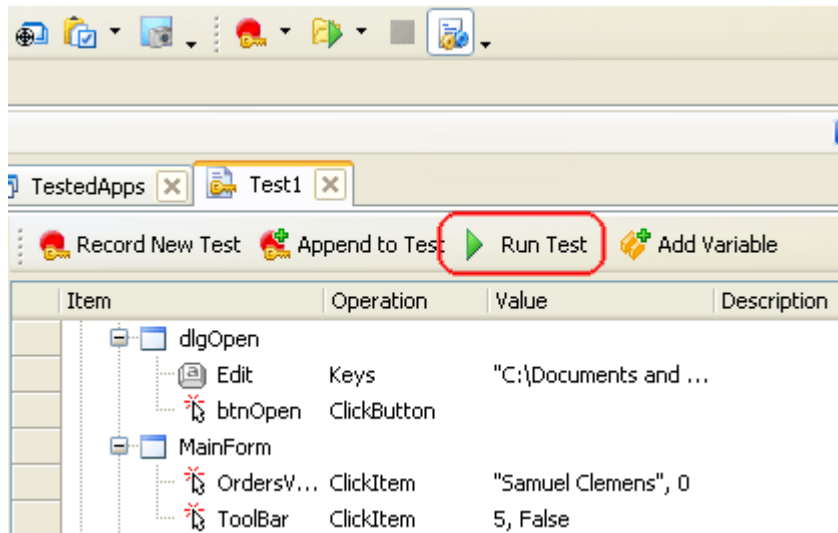 TestedApps Test1
Record New Test Append to Test Run Test Add Variable
Item Operation Value Description
dlgOpen
Edit Keys "C:\Documents and ...
btnOpen ClickButton
MainForm
OrdersV... ClickItem "Samuel Clemens", 0
ToolBar ClickItem 5, False